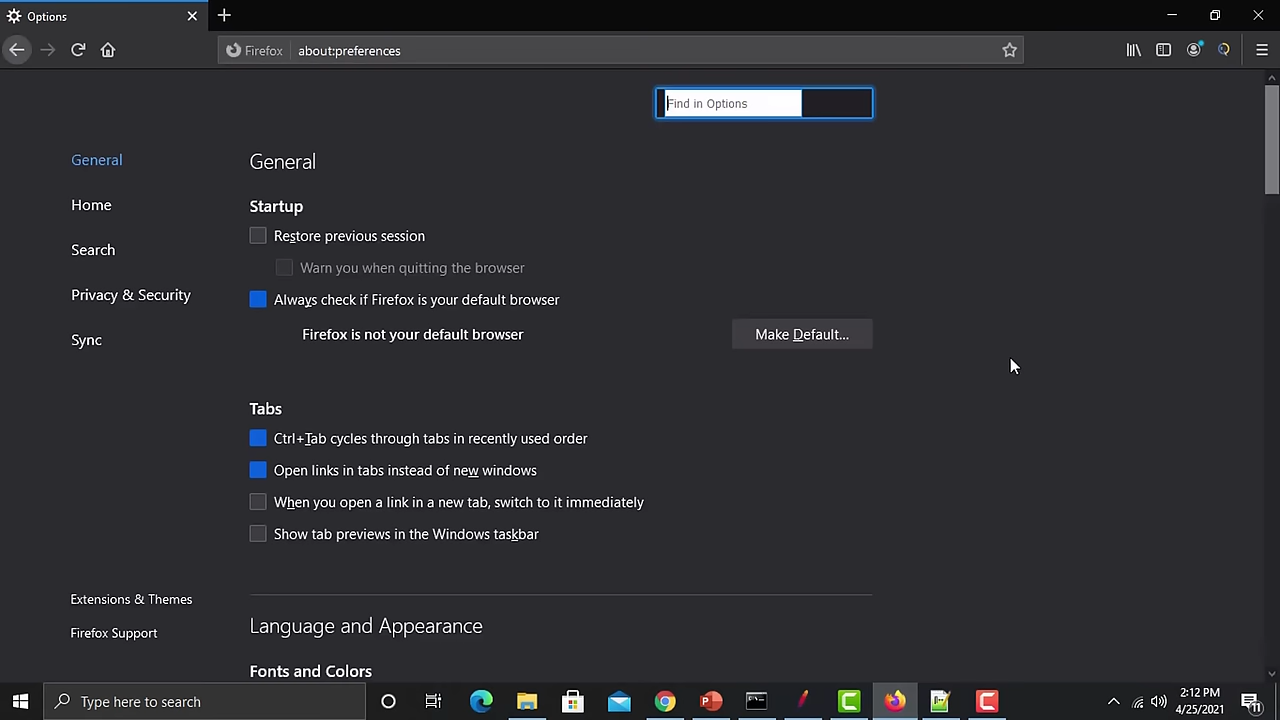 Options
Firefox
about:preferences
Find in Options
General
Home
Search
Privacy & Security
Sync
Extensions & Themes
Firefox Support
General
Startup
Restore previous session
Warn you when quitting the browser
Always check if Firefox is your default browser
Firefox is not your default browser
Make Default...
Tabs
Ctrl+Tab cycles through tabs in recently used order
Open links in tabs instead of new windows
When you open a link in a new tab, switch to it immediately
Show tab previews in the Windows taskbar
Language and Appearance
Fonts and Colors
Type here to search
2:12 PM
4/25/2021
11